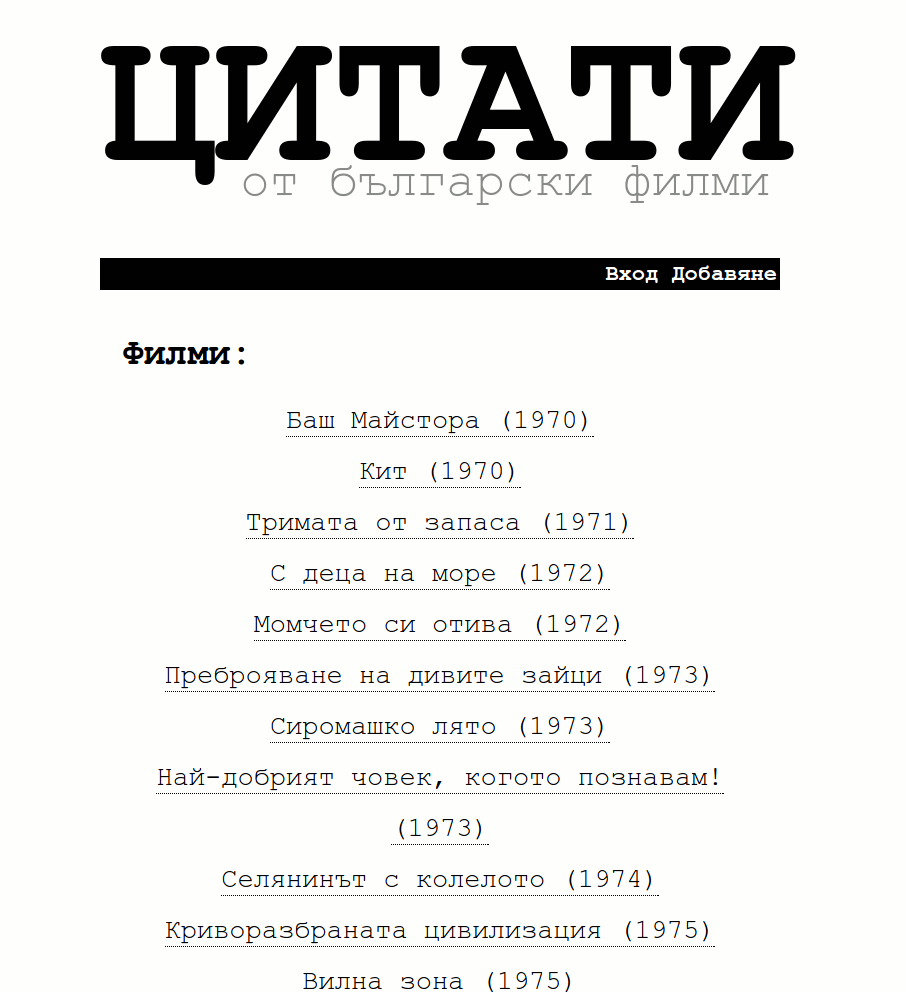 ЦИТАТИ
от български филми
Вход Добавяне
Филми:
Баш Майстора (1970)
Кит (1970)
Тримата от запаса (1971)
С деца на море (1972)
Момчето си отива (1972)
Преброяване на дивите зайци (1973)
Сиромашко лято (1973)
Най-добрият човек, когото познавам!
(1973)
Селянинът с колелото (1974)
Криворазбраната цивилизация (1975)
Вилна зона (1975)